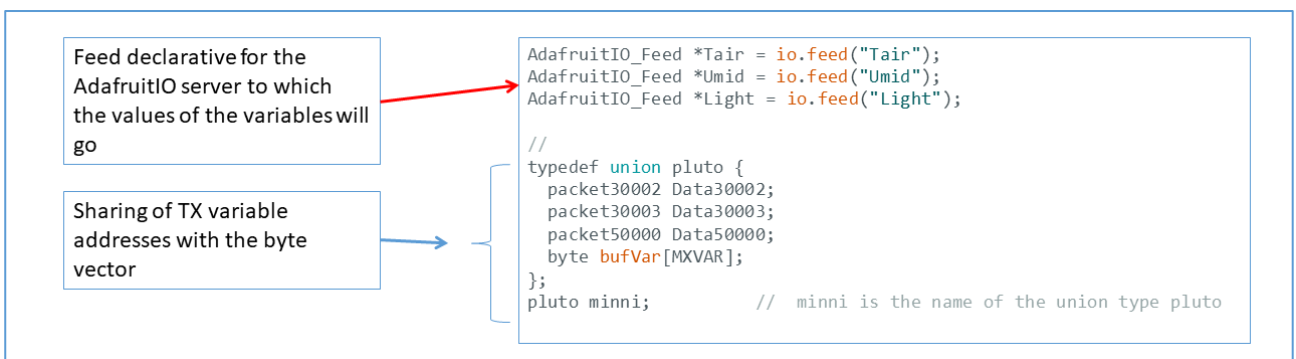 Feed declarative for the
AdafruitIO server to which
the values of the variables will
go
Sharing of TX variable
addresses with the byte
vector
AdafruitIO_Feed *Tair = io.feed("Tair");
AdafruitIO_Feed *Umid = io.feed("Umid");
AdafruitIO_Feed *Light = io.feed("Light");
//
typedef union pluto {
packet30002 Data30002;
packet30003 Data30003;
packet50000 Data50000;
byte bufVar[MXVAR];
};
pluto minni; // minni is the name of the union type pluto